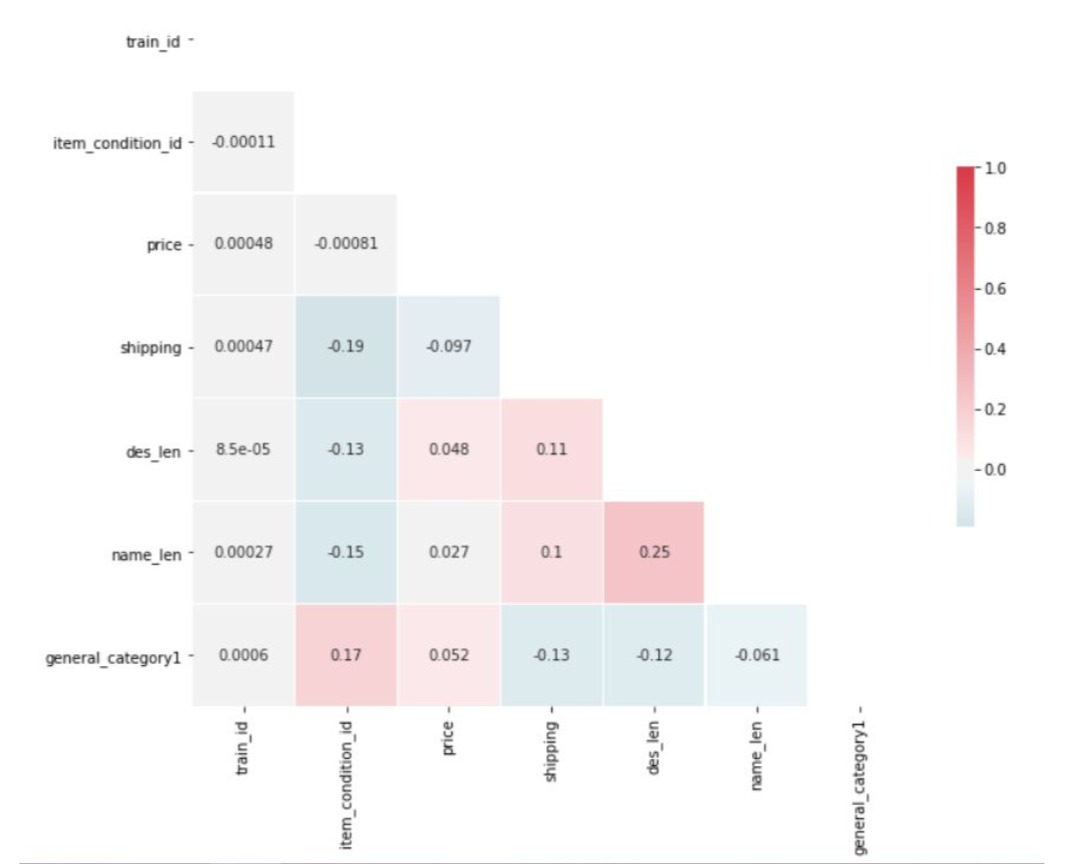 train_id
item_condition_id -0.00011
1.0
price 0.00048 -0.00081
0.8
0.6
shipping 0.00047 -0.19 -0.097
0.4
0.2
des_len 8.5e-05 -0.13 0.048 0.11
0.0
name_len 0.00027 -0.15 0.027 0.1 0.25
general_category1 0.0006 0.17 0.052 -0.13 -0.12 -0.061
train_id item_condition_id price shipping des_len name_len general_category1